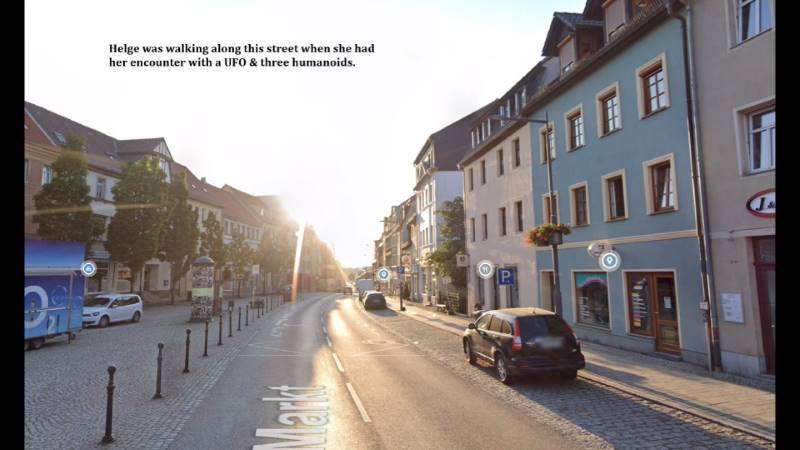 Helge was walking along this street when she had
her encounter with a UFO & three humanoids.
P
J &
Markt